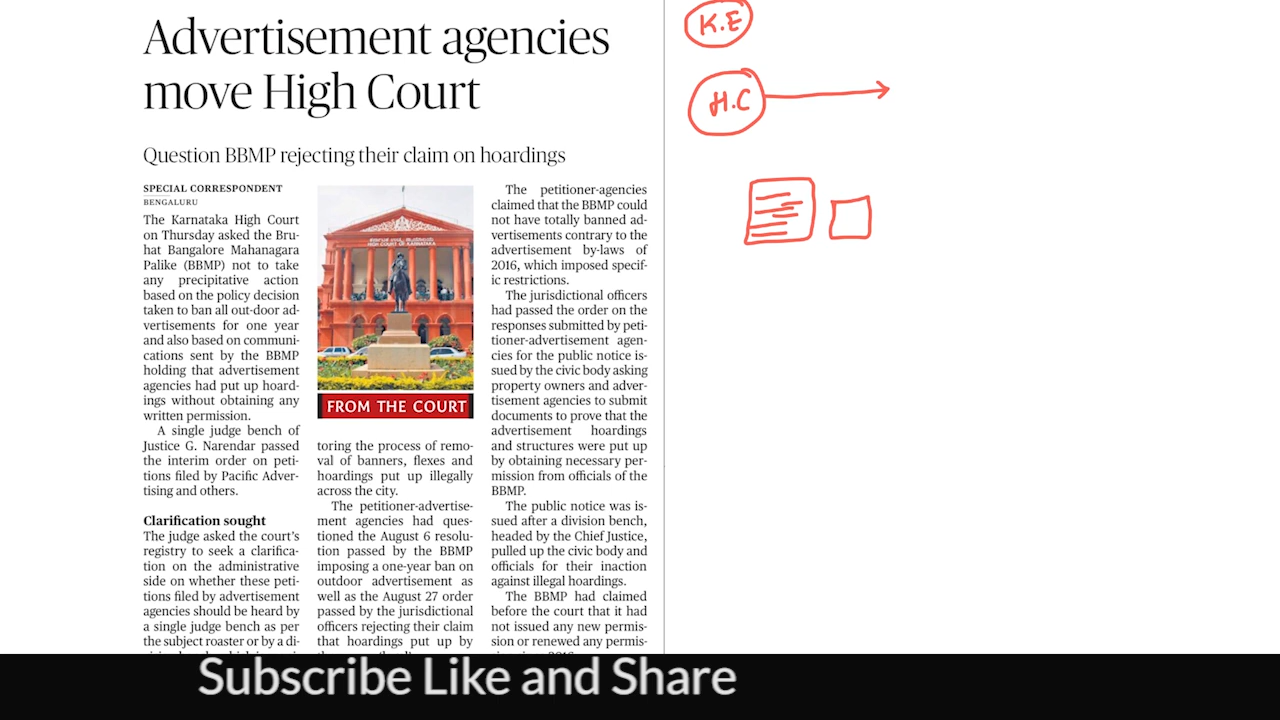 Advertisement agencies
move High Court
Question BBMP rejecting their claim on hoardings
SPECIAL CORRESPONDENT
BENGALURU
The Karnataka High Court
on Thursday asked the Bru-
hat Bangalore Mahanagara
Palike (BBMP) not to take
any precipitative action
based on the policy decision
taken to ban all out-door ad-
vertisements for one year
and also based on communi-
cations sent by the BBMP
holding that advertisement
agencies had put up hoard-
ings without obtaining any
written permission.
A single judge bench of
Justice G. Narendar passed
the interim order on peti-
tions filed by Pacific Adver-
tising and others.
Clarification sought
The judge asked the court's
registry to seek a clarifica-
tion on the administrative
side on whether these peti-
tions filed by advertisement
agencies should be heard by
a single judge bench as per
the subject roaster or by a di-
FROM THE COURT
toring the process of remo-
val of banners, flexes and
hoardings put up illegally
across the city.
The petitioner-advertise-
ment agencies had ques-
tioned the August 6 resolu-
tion passed by the BBMP
imposing a one-year ban on
outdoor advertisement as
well as the August 27 order
passed by the jurisdictional
officers rejecting their claim
that hoardings put up by
The petitioner-agencies
claimed that the BBMP could
not have totally banned ad-
vertisements contrary to the
advertisement by-laws of
2016, which imposed specif-
ic restrictions.
The jurisdictional officers
had passed the order on the
responses submitted by peti-
tioner-advertisement agen-
cies for the public notice is-
sued by the civic body asking
property owners and adver-
tisement agencies to submit
documents to prove that the
advertisement hoardings
and structures were put up
by obtaining necessary per-
mission from officials of the
BBMP.
The public notice was is-
sued after a division bench,
headed by the Chief Justice,
pulled up the civic body and
officials for their inaction
against illegal hoardings.
The BBMP had claimed
before the court that it had
not issued any new permis-
sion or renewed any permis-
K.E
H.C
Subscribe Like and Share